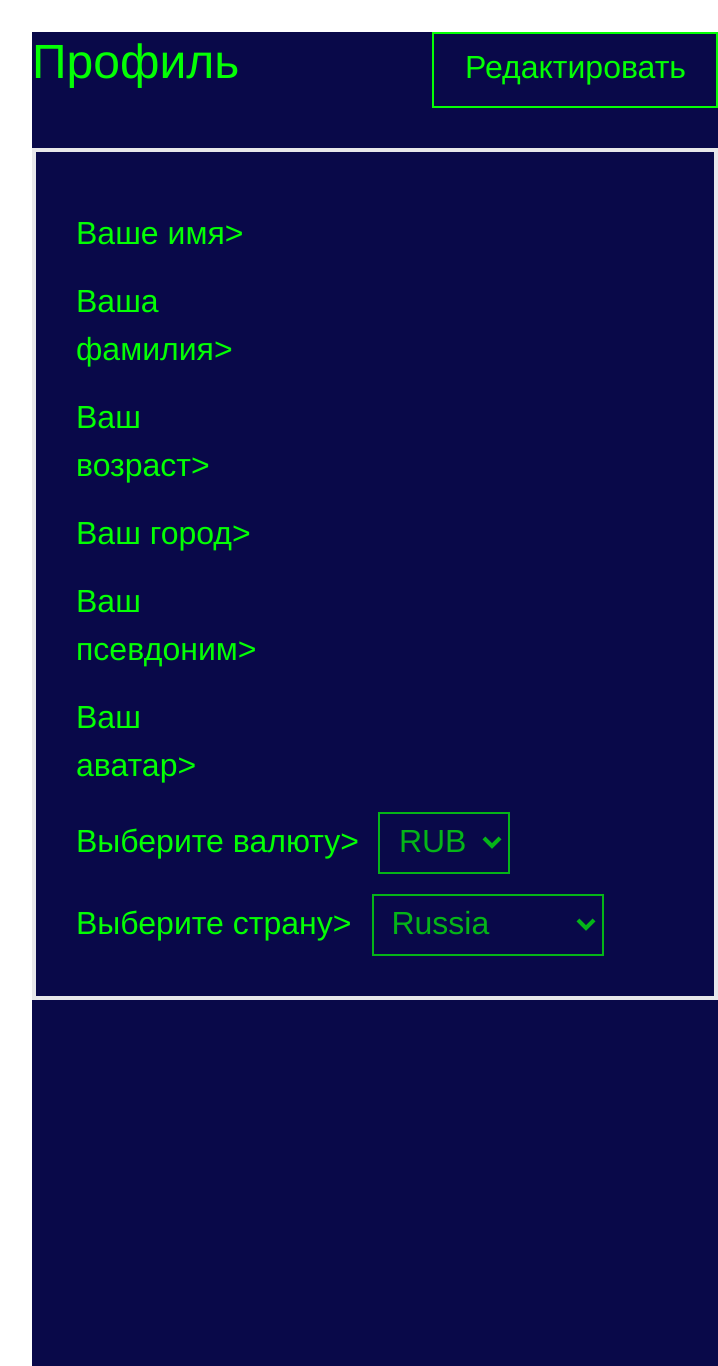 Профиль
Редактировать
Ваше имя>
Ваша
фамилия>
Ваш
возраст>
Ваш город>
Ваш
псевдоним>
Ваш
аватар>
Выберите валюту> RUB
Выберите страну> Russia